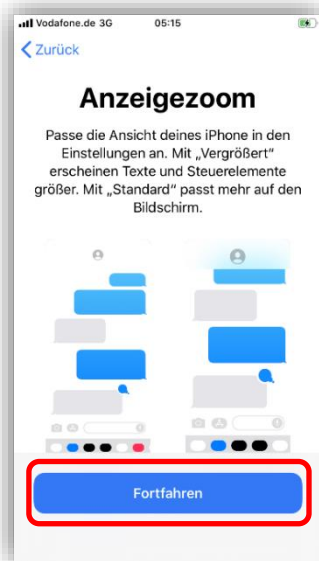 Vodafone.de 3G 05:15
Zurück
Anzeigezoom
Passe die Ansicht deines iPhone in den
Einstellungen an. Mit „Vergrößert"
erscheinen Texte und Steuerelemente
größer. Mit „Standard" passt mehr auf den
Bildschirm.
Fortfahren